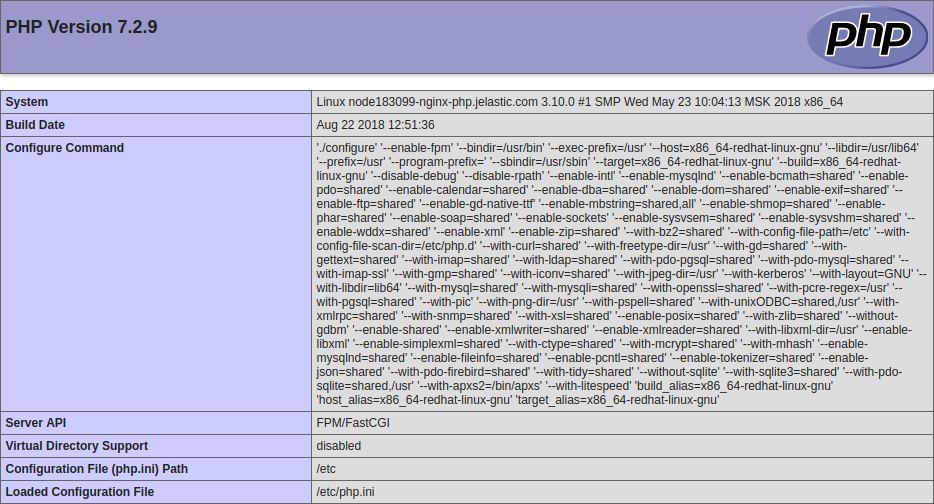 PHP Version 7.2.9
php
System Linux node183099-nginx-php.jelastic.com 3.10.0 #1 SMP Wed May 23 10:04:13 MSK 2018 x86_64
Build Date Aug 22 2018 12:51:36
Configure Command './configure' '--enable-fpm' '--bindir=/usr/bin' '--exec-prefix=/usr' '--host=x86_64-redhat-linux-gnu' '--libdir=/usr/lib64'
'--prefix=/usr' '--program-prefix=' '--sbindir=/usr/sbin' '--target=x86_64-redhat-linux-gnu' '--build=x86_64-redhat-
linux-gnu' '--disable-debug' '--disable-rpath' '--enable-intl' '--enable-mysqlnd' '--enable-bcmath=shared' '--enable-
pdo=shared' '--enable-calendar=shared' '--enable-dba=shared' '--enable-dom=shared' '--enable-exif=shared' '--
enable-ftp=shared' '--enable-gd-native-ttf' '--enable-mbstring=shared,all' '--enable-shmop=shared' '--enable-
phar=shared' '--enable-soap=shared' '--enable-sockets' '--enable-sysvsem=shared' '--enable-sysvshm=shared' '--
enable-wddx=shared' '--enable-xml' '--enable-zip=shared' '--with-bz2=shared' '--with-config-file-path=/etc' '--with-
config-file-scan-dir=/etc/php.d' '--with-curl=shared' '--with-freetype-dir=/usr' '--with-gd=shared' '--with-
gettext=shared' '--with-imap=shared' '--with-ldap=shared' '--with-pdo-pgsql=shared' '--with-pdo-mysql=shared' '--
with-imap-ssl' '--with-gmp=shared' '--with-iconv=shared' '--with-jpeg-dir=/usr' '--with-kerberos' '--with-layout=GNU' '--
with-libdir=lib64' '--with-mysql=shared' '--with-mysqli=shared' '--with-openssl=shared' '--with-pcre-regex=/usr' '--
with-pgsql=shared' '--with-pic' '--with-png-dir=/usr' '--with-pspell=shared' '--with-unixODBC=shared,/usr' '--with-
xmlrpc=shared' '--with-snmp=shared' '--with-xsl=shared' '--enable-posix=shared' '--with-zlib=shared' '--without-
gdbm' '--enable-shared' '--enable-xmlwriter=shared' '--enable-xmlreader=shared' '--with-libxml-dir=/usr' '--enable-
libxml' '--enable-simplexml=shared' '--with-ctype=shared' '--with-mcrypt=shared' '--with-mhash' '--enable-
mysqlnd=shared' '--enable-fileinfo=shared' '--enable-pcntl=shared' '--enable-tokenizer=shared' '--enable-
json=shared' '--with-pdo-firebird=shared' '--with-tidy=shared' '--without-sqlite' '--with-sqlite3=shared' '--with-pdo-
sqlite=shared,/usr' '--with-apxs2=/bin/apxs' '--with-litespeed' 'build_alias=x86_64-redhat-linux-gnu'
'host_alias=x86_64-redhat-linux-gnu' 'target_alias=x86_64-redhat-linux-gnu'
Server API FPM/FastCGI
Virtual Directory Support disabled
Configuration File (php.ini) Path /etc
Loaded Configuration File /etc/php.ini